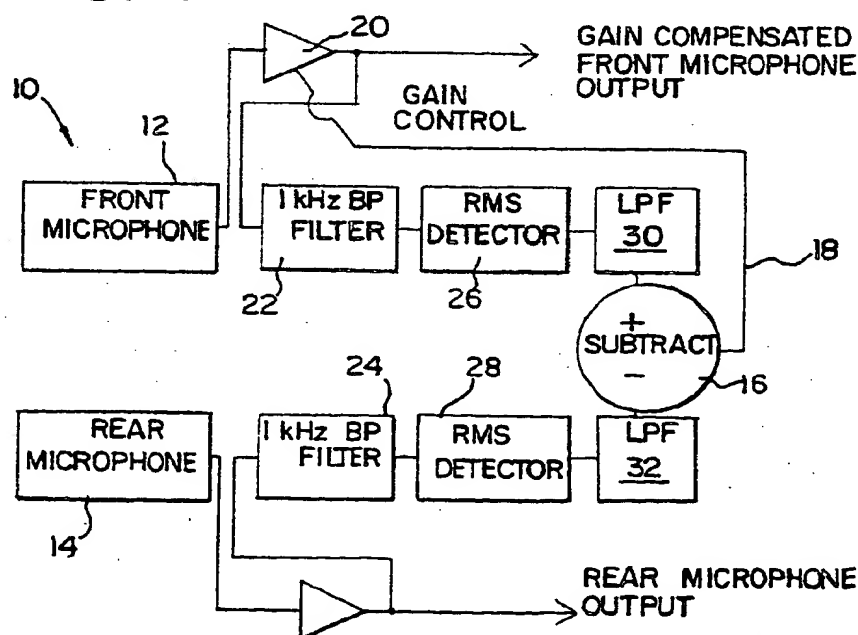 20
GAIN COMPENSATED
FRONT MICROPHONE
OUTPUT
10
GAIN
CONTROL
12
FRONT
MICROPHONE
1 kHz BP
FILTER
RMS
DETECTOR
LPF
30
18
22
26
+
SUBTRACT
-
16
24
28
REAR
MICROPHONE
1 kHz BP
FILTER
RMS
DETECTOR
LPF
32
14
REAR MICROPHONE
OUTPUT